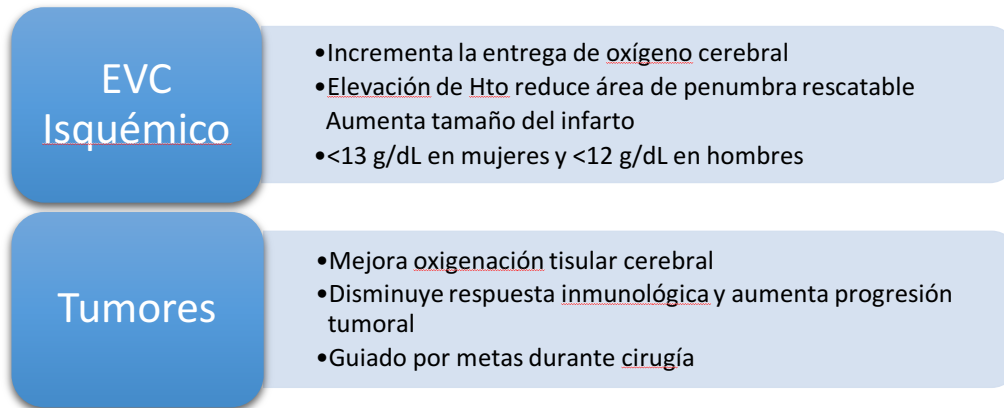 EVC
Isquémico
•Incrementa la entrega de oxígeno cerebral
•Elevación de Hto reduce área de penumbra rescatable
Aumenta tamaño del infarto
•<13 g/dL en mujeres y <12 g/dL en hombres
Tumores
•Mejora oxigenación tisular cerebral
•Disminuye respuesta inmunológica y aumenta progresión
tumoral
•Guiado por metas durante cirugía